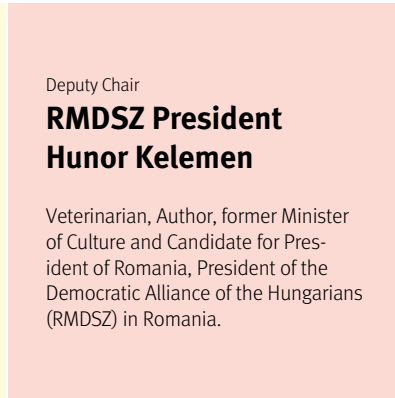 Deputy Chair
RMDSZ President
Hunor Kelemen
Veterinarian, Author, former Minister
of Culture and Candidate for Pres-
ident of Romania, President of the
Democratic Alliance of the Hungarians
(RMDSZ) in Romania.